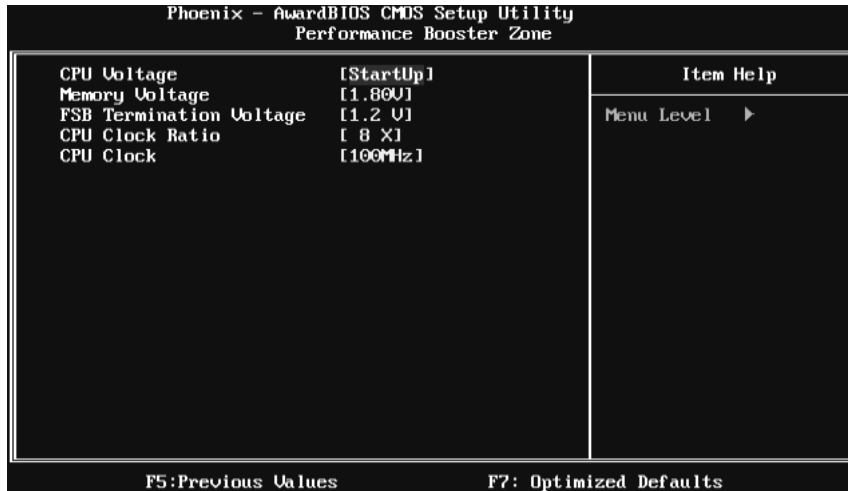 Phoenix - AwardBIOS CMOS Setup Utility
Performance Booster Zone
CPU Voltage [StartUp]
Memory Voltage [1.80V]
FSB Termination Voltage [1.2 V]
CPU Clock Ratio [ 8 X]
CPU Clock [100MHz]
Item Help
Menu Level
F5:Previous Values F7: Optimized Defaults